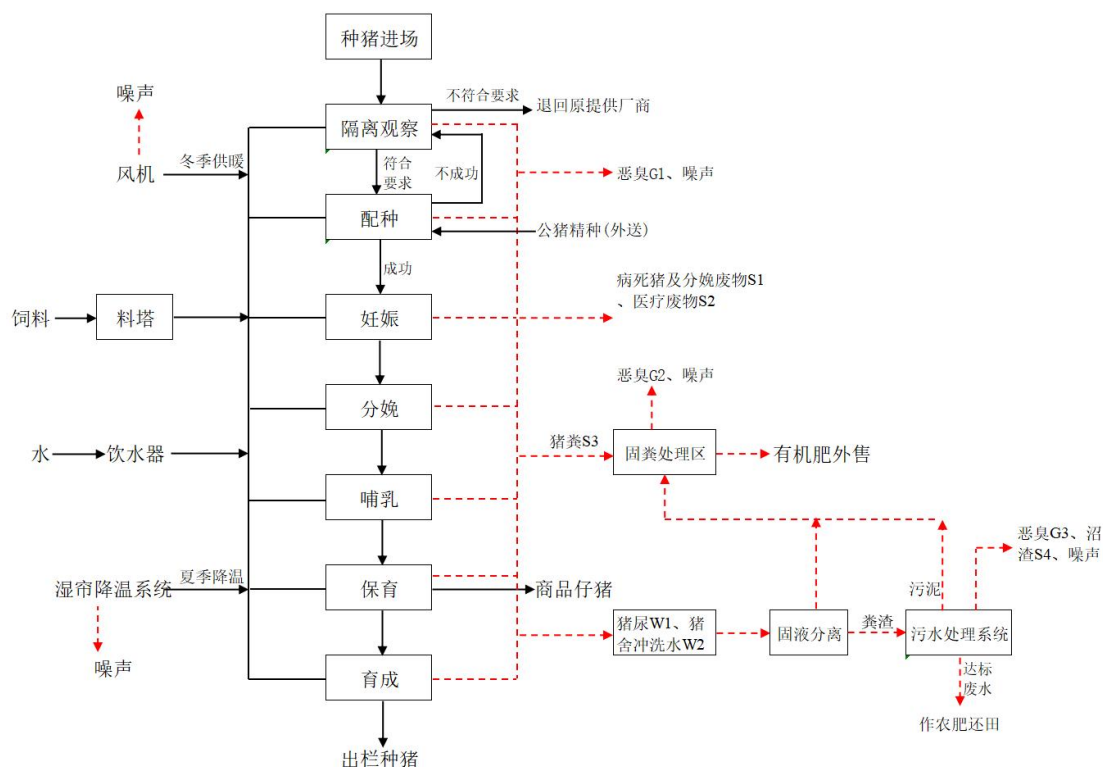 种猪进场
噪声
不符合要求
退回原提供厂商
隔离观察
冬季供暖
风机
符合
要求
不成功
恶臭G1、噪声
配种
公猪精种(外送)
成功
病死猪及分娩废物S1
、医疗废物S2
饲料
料塔
妊娠
恶臭G2、噪声
分娩
猪粪S3
固粪处理区
有机肥外售
水
饮水器
哺乳
恶臭G3、沼
渣S4、噪声
夏季降温
湿帘降温系统
保育
商品仔猪
污泥
猪尿W1、猪
舍冲洗水W2
固液分离
粪渣
污水处理系统
噪声
育成
达标
废水
作农肥还田
出栏种猪